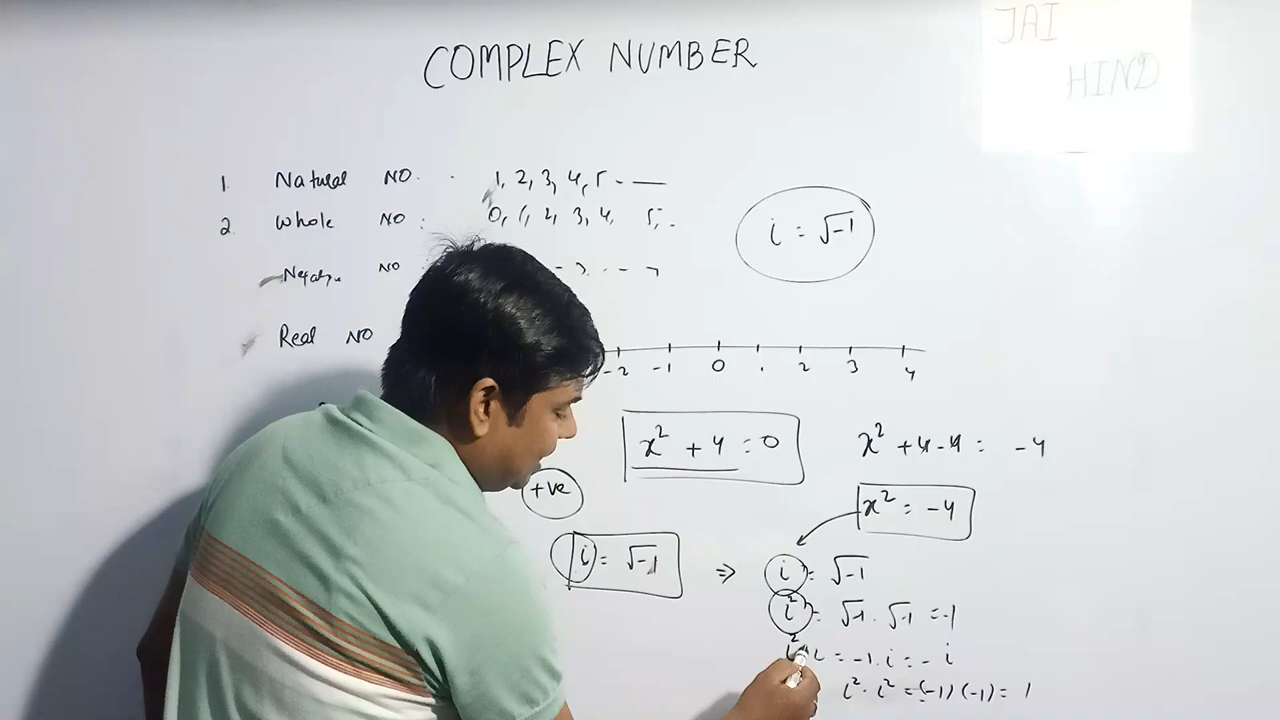 JAI
HIND
COMPLEX NUMBER
1. Natural NO. 1, 2, 3, 4, 5 - —
2. Whole NO: 0, 1, 2, 3, 4, 5, -
i = √-1
NO
Real NO
-2 -1 0 1 2 3 4
x² + 4 = 0
x² + 4 - 4 = -4
+ve
x² = -4
i = √-1 ⇒ i = √-1
i² = √-1 . √-1 = -1
= -1 . i = - i
i² . i² = (-1) (-1) = 1